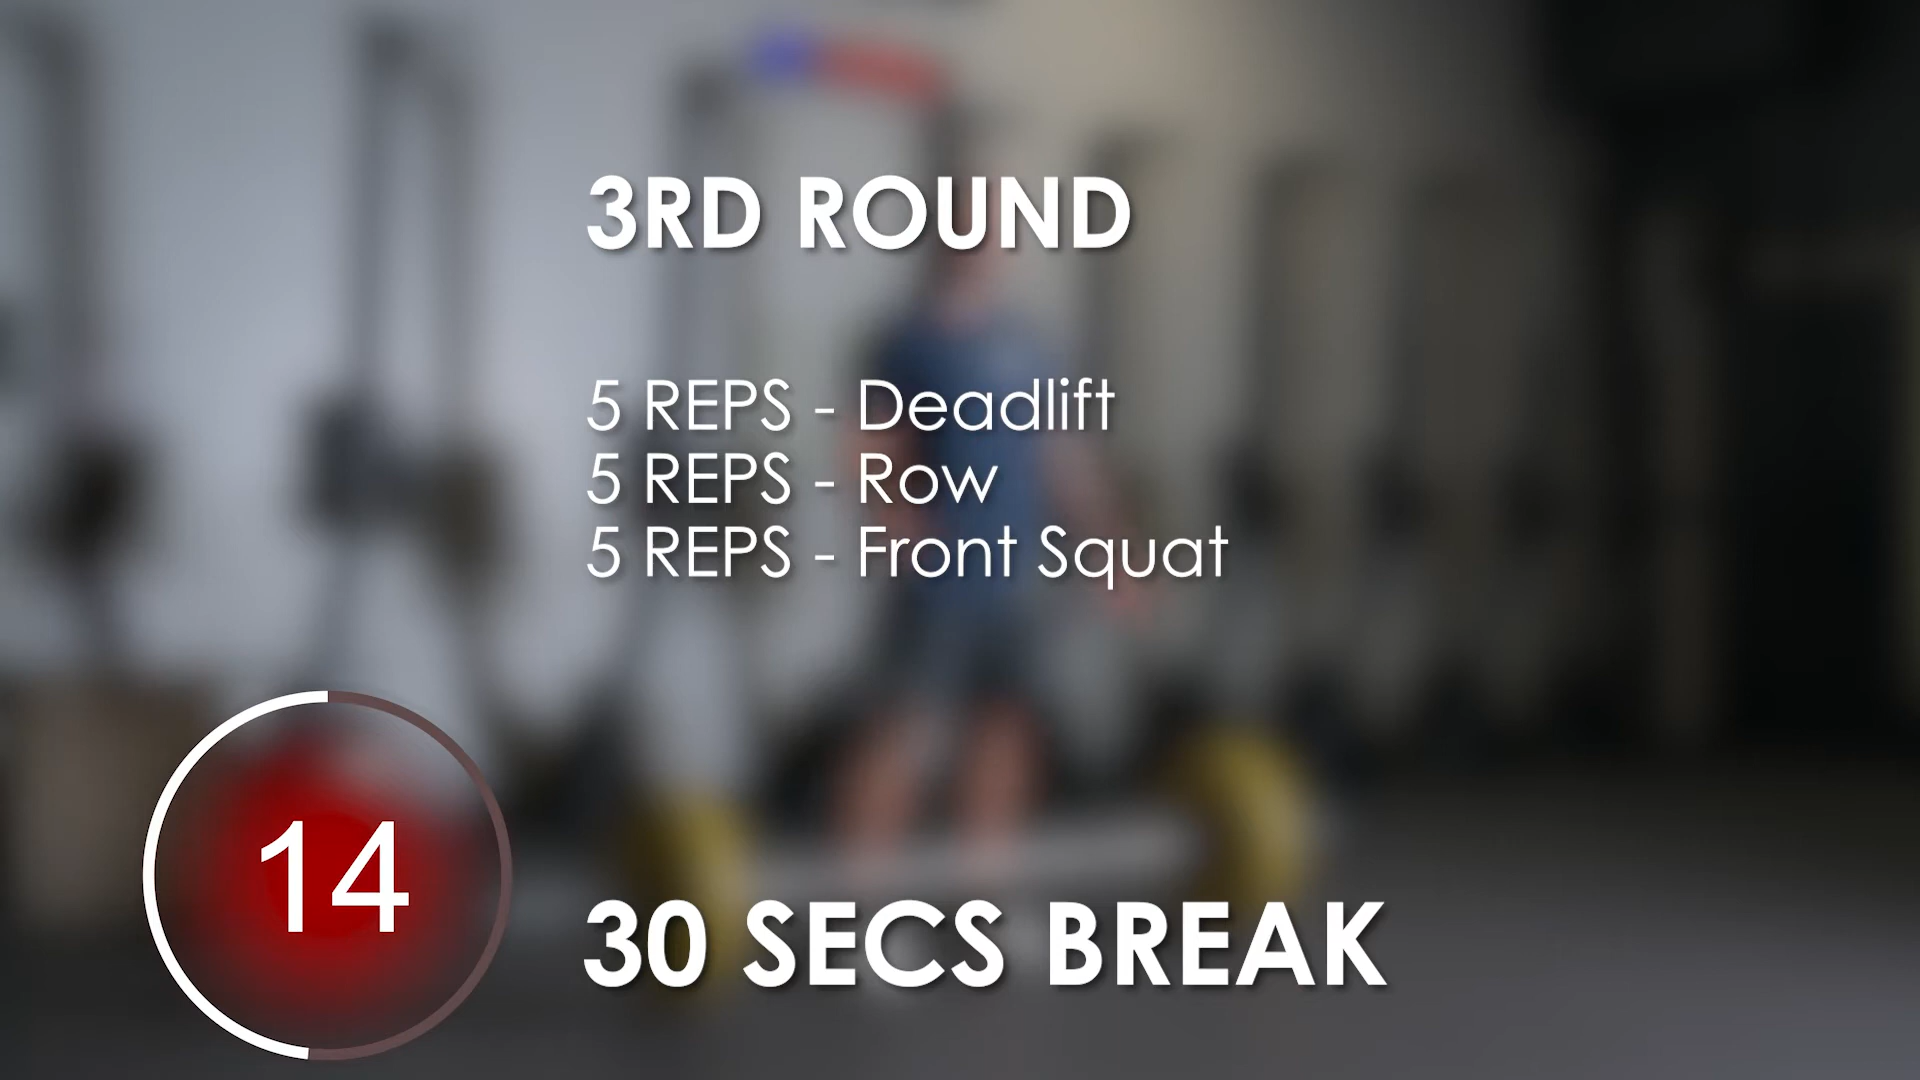 3RD ROUND
5 REPS - Deadlift
5 REPS - Row
5 REPS - Front Squat
14
30 SECS BREAK